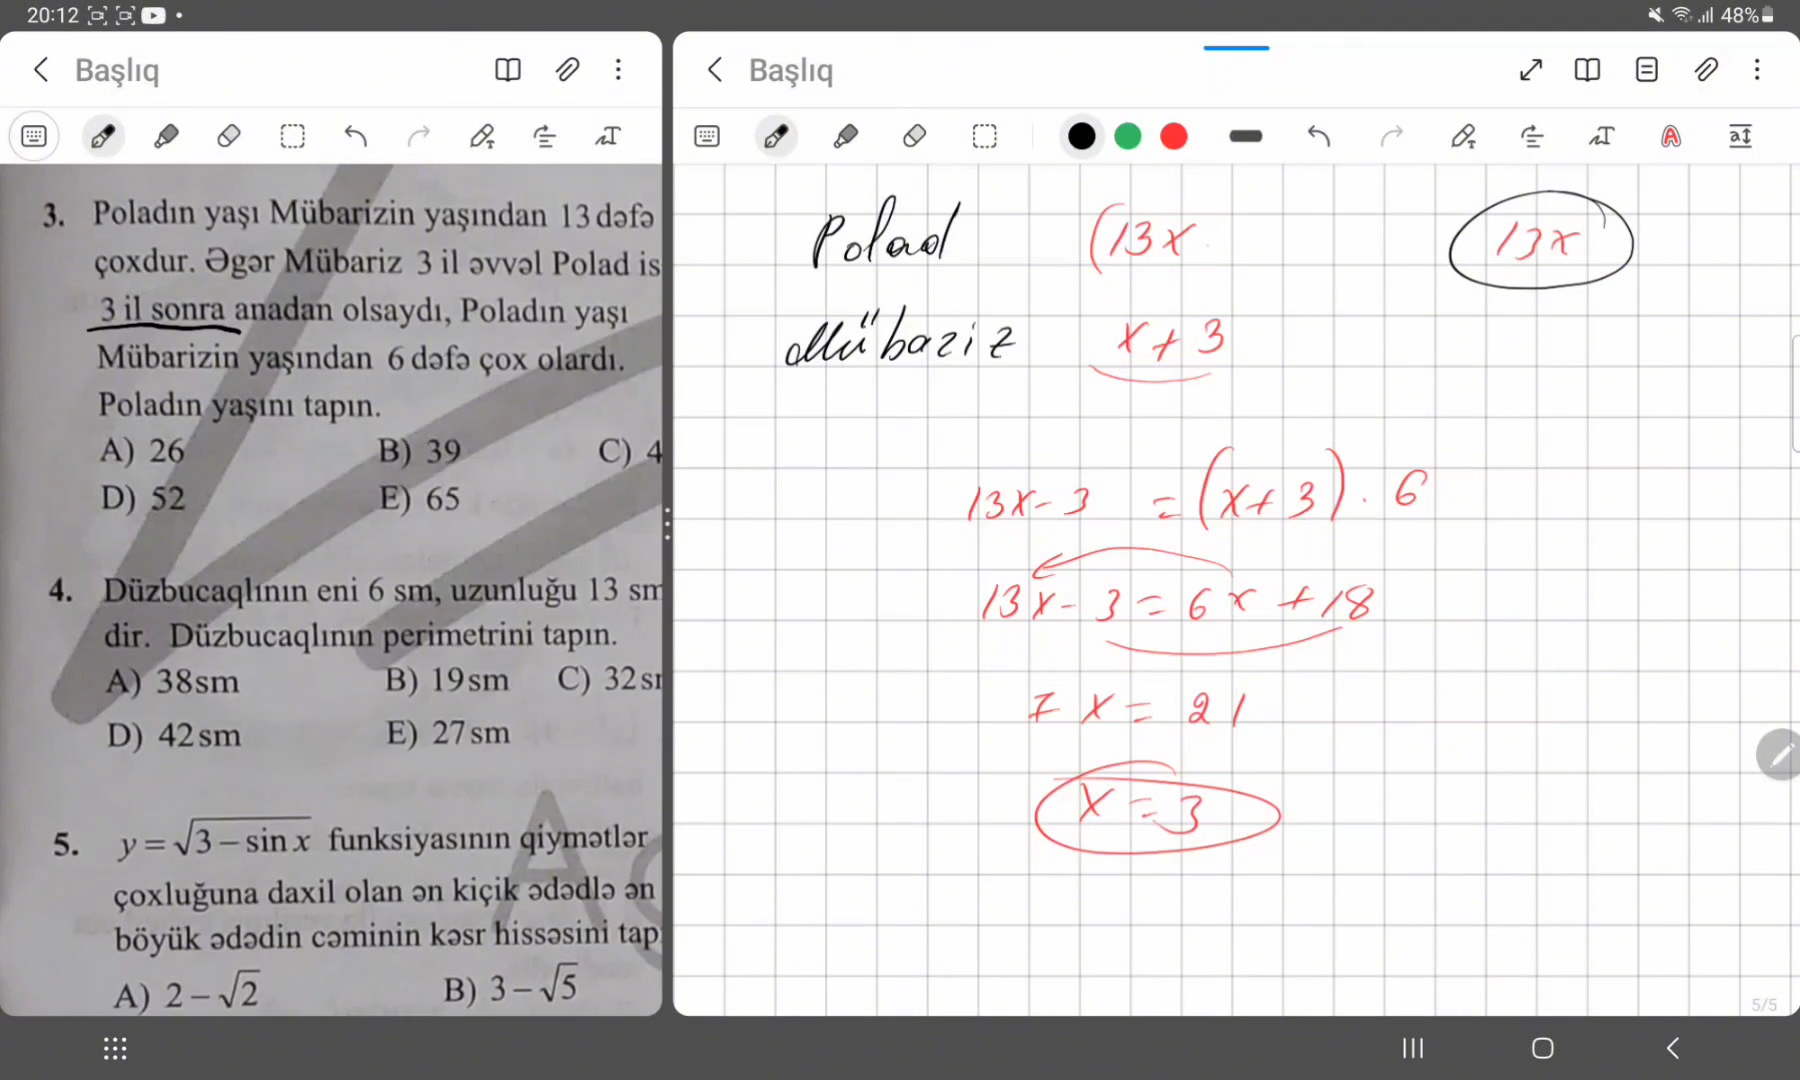 20:12
48%
Başlıq
3. Poladın yaşı Mübarizin yaşından 13 dəfə
çoxdur. Əgər Mübariz 3 il əvvəl Polad is
3 il sonra anadan olsaydı, Poladın yaşı
Mübarizin yaşından 6 dəfə çox olardı.
Poladın yaşını tapın.
A) 26 B) 39 C) 4
D) 52 E) 65
4. Düzbucaqlının eni 6 sm, uzunluğu 13 sm
dir. Düzbucaqlının perimetrini tapın.
A) 38sm B) 19sm C) 32sm
D) 42sm E) 27sm
5. y=√3-sin x funksiyasının qiymətlər
çoxluğuna daxil olan ən kiçik ədədlə ən
böyük ədədin cəminin kəsr hissəsini tap
A) 2-√2 B) 3-√5
Başlıq
Polad (13x 13x
Mübaziz x+3
13x-3 =(x+3)·6
13x-3=6x+18
7x=21
x=3
5/5